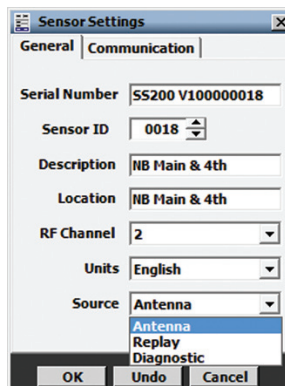 Sensor Settings
General Communication
Serial Number SS200 V100000018
Sensor ID 0018
Description NB Main & 4th
Location NB Main & 4th
RF Channel 2
Units English
Source Antenna
Antenna
Replay
Diagnostic
OK Undo Cancel